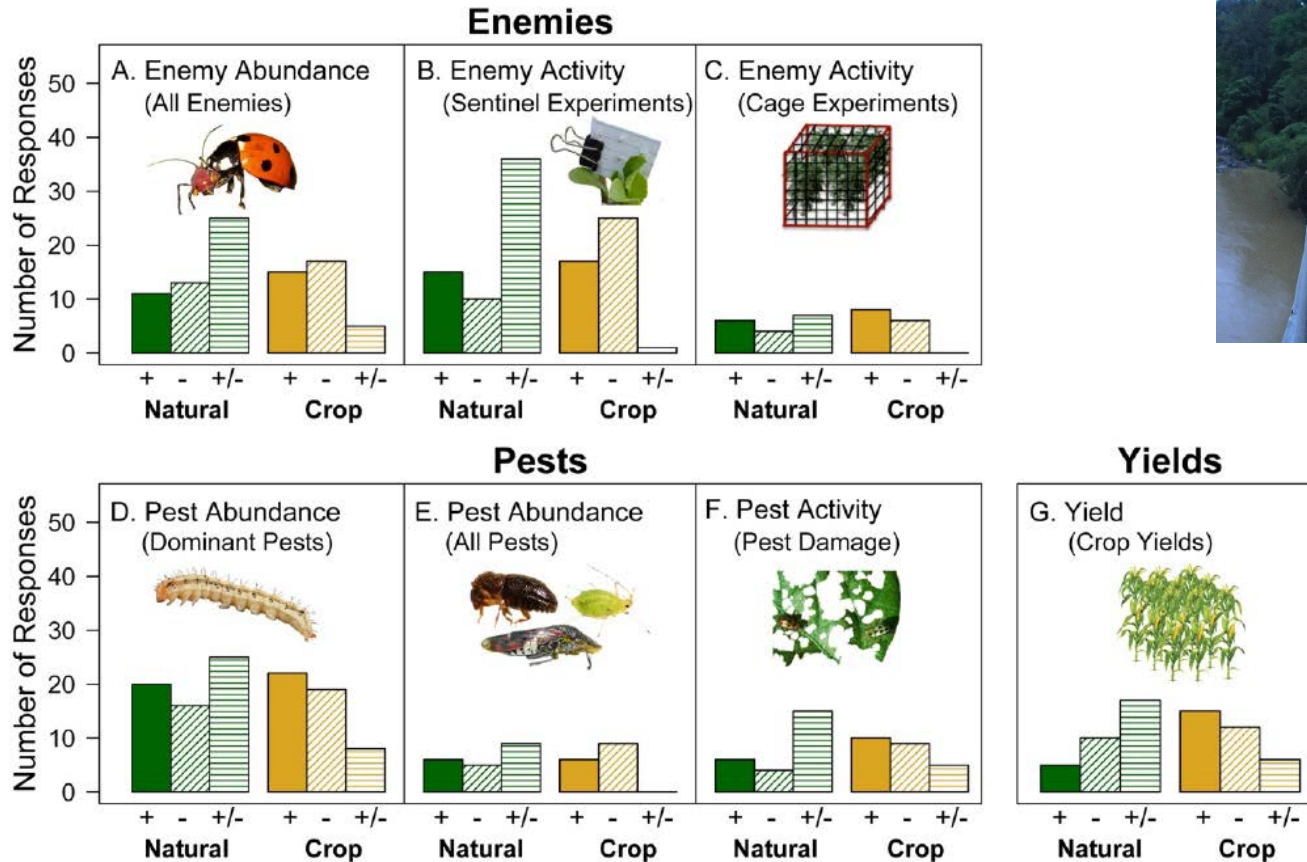 Enemies
A. Enemy Abundance
(All Enemies)
B. Enemy Activity
(Sentinel Experiments)
C. Enemy Activity
(Cage Experiments)
Number of Responses
50
40
30
20
10
0
+ - +/- + - +/-
Natural Crop
+ - +/- + - +/-
Natural Crop
+ - +/- + - +/-
Natural Crop
Pests
D. Pest Abundance
(Dominant Pests)
E. Pest Abundance
(All Pests)
F. Pest Activity
(Pest Damage)
Number of Responses
50
40
30
20
10
0
+ - +/- + - +/-
Natural Crop
+ - +/- + - +/-
Natural Crop
+ - +/- + - +/-
Natural Crop
Yields
G. Yield
(Crop Yields)
+ - +/- + - +/-
Natural Crop